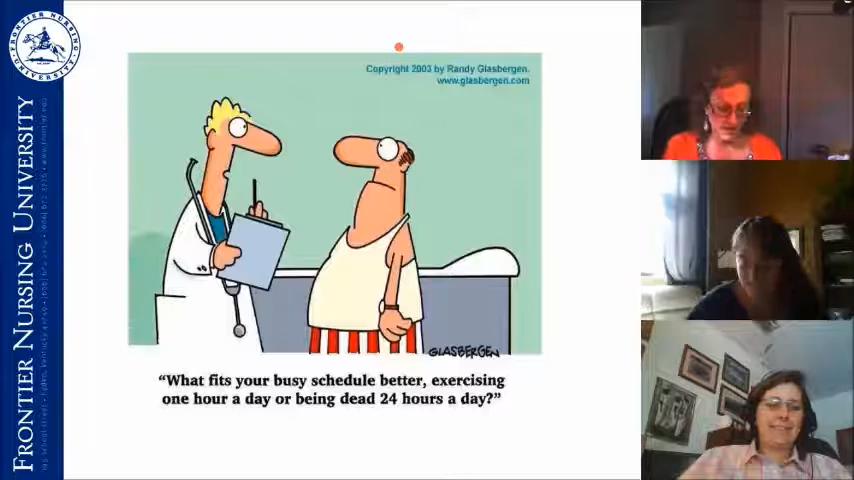 FRONTIER NURSING UNIVERSITY
FRONTIER NURSING
UNIVERSITY
Copyright 2003 by Randy Glasbergen.
www.glasbergen.com
GLASBERGEN
“What fits your busy schedule better, exercising
one hour a day or being dead 24 hours a day?”